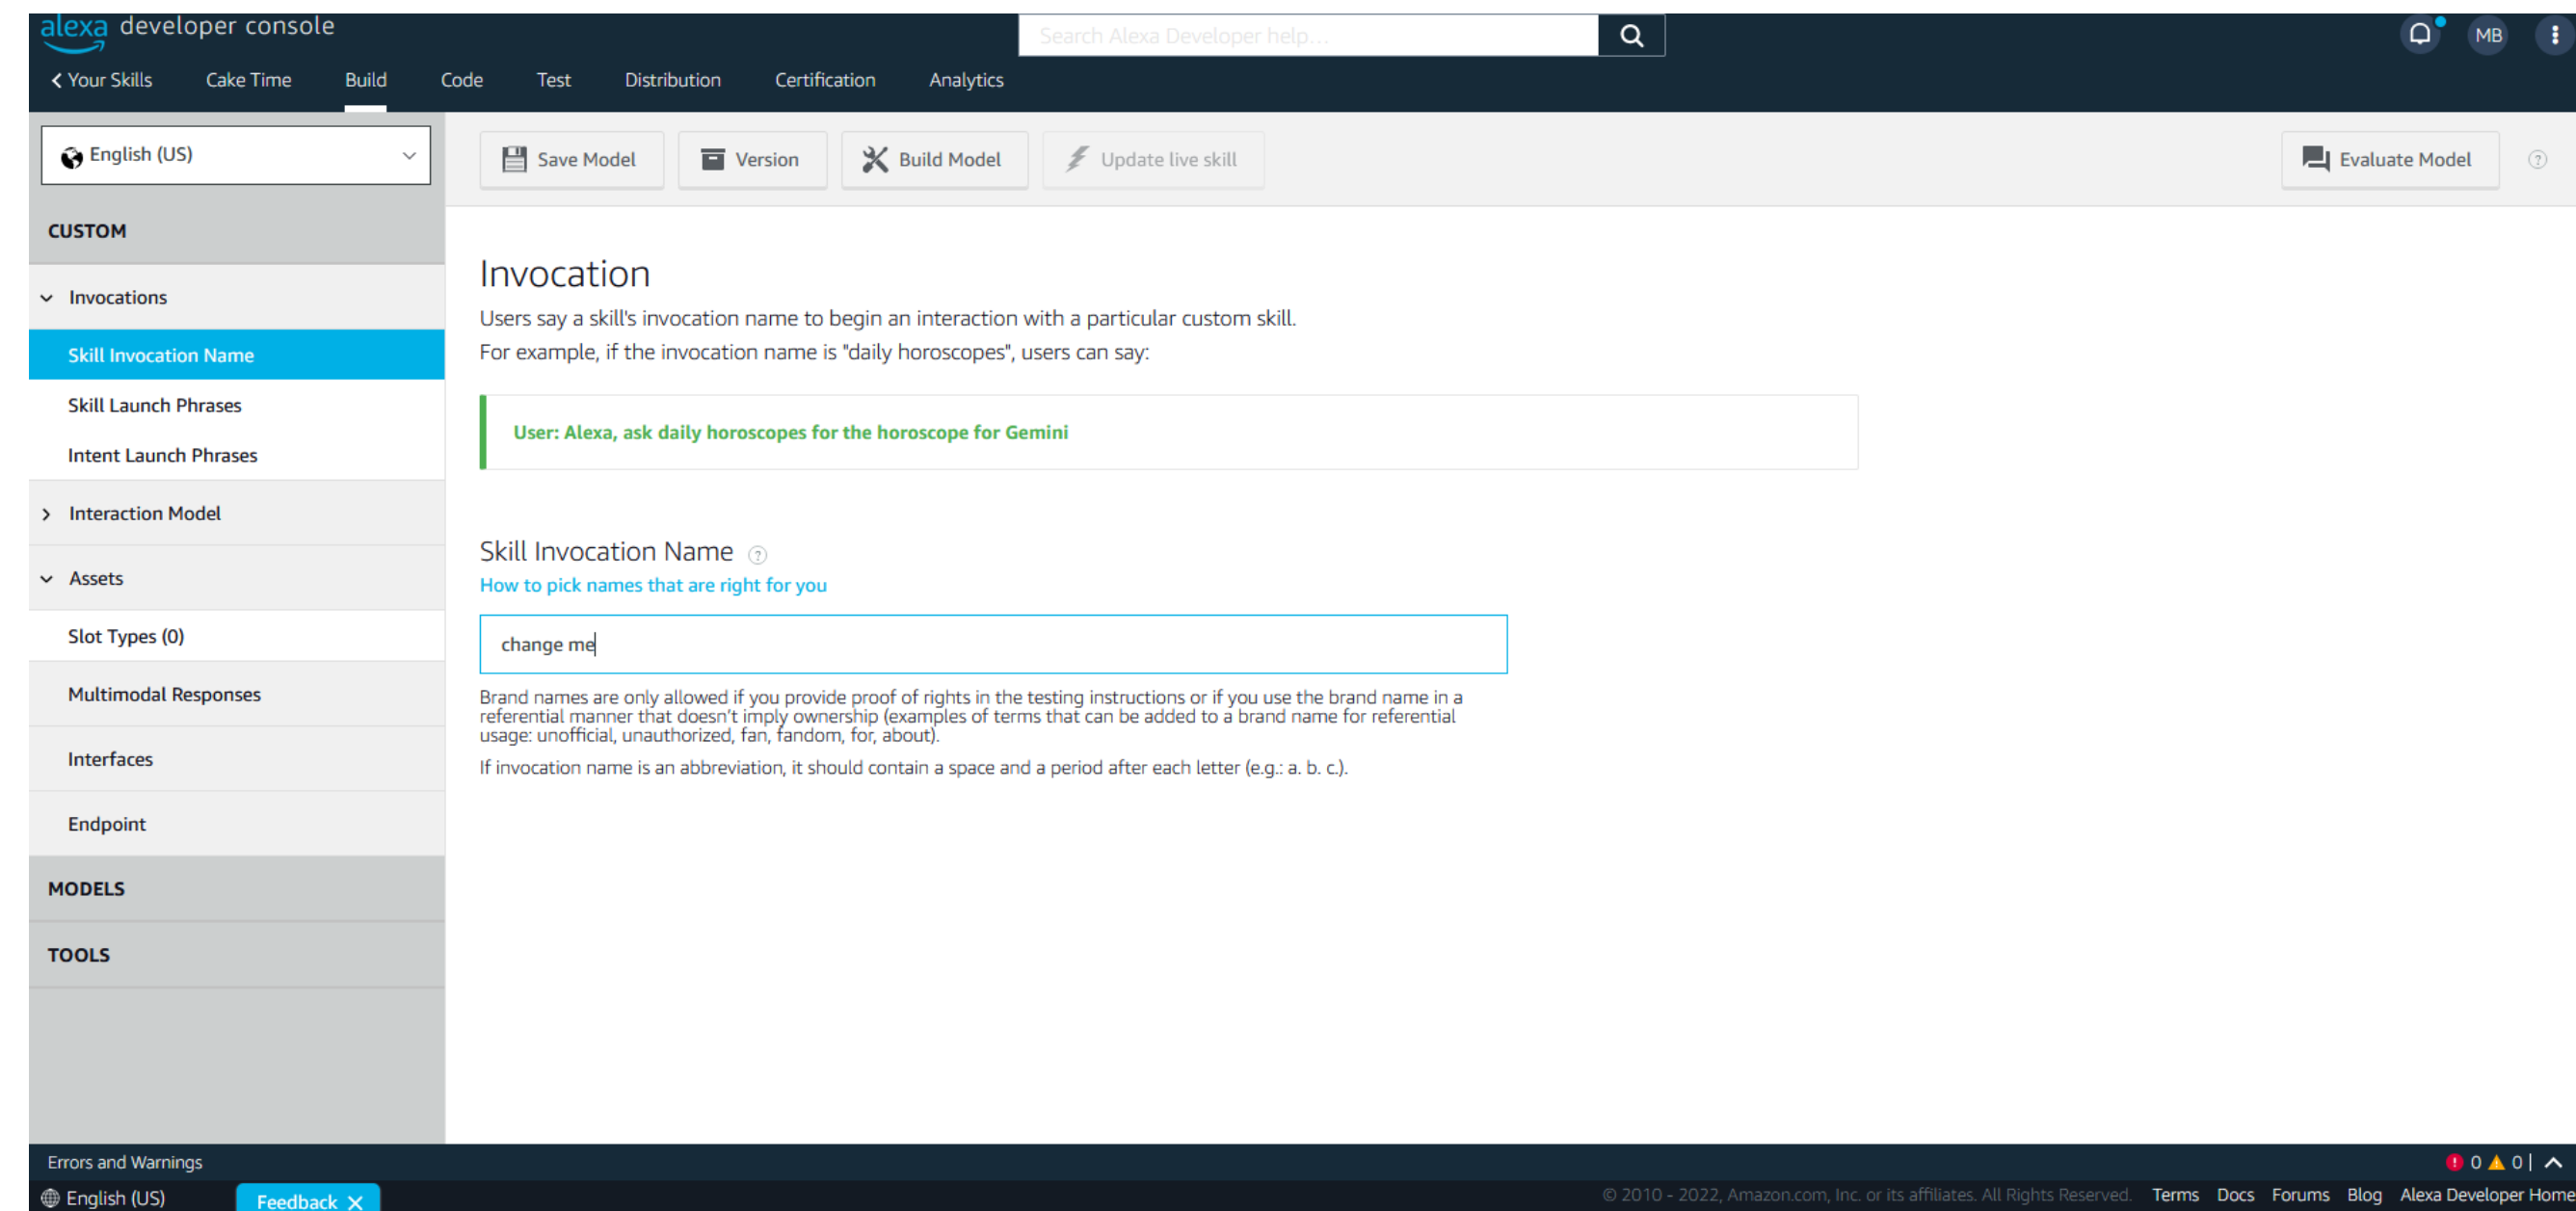 alexa developer console
Search Alexa Developer help...
MB
Your Skills Cake Time Build Code Test Distribution Certification Analytics
English (US)
Save Model Version Build Model Update live skill Evaluate Model ?
CUSTOM
Invocations
Skill Invocation Name
Skill Launch Phrases
Intent Launch Phrases
Interaction Model
Assets
Slot Types (0)
Multimodal Responses
Interfaces
Endpoint
MODELS
TOOLS
Invocation
Users say a skill's invocation name to begin an interaction with a particular custom skill.
For example, if the invocation name is "daily horoscopes", users can say:
User: Alexa, ask daily horoscopes for the horoscope for Gemini
Skill Invocation Name ?
How to pick names that are right for you
change me
Brand names are only allowed if you provide proof of rights in the testing instructions or if you use the brand name in a
referential manner that doesn't imply ownership (examples of terms that can be added to a brand name for referential
usage: unofficial, unauthorized, fan, fandom, for, about).
If invocation name is an abbreviation, it should contain a space and a period after each letter (e.g.: a. b. c.).
Errors and Warnings
0 0
English (US)
Feedback
© 2010 - 2022, Amazon.com, Inc. or its affiliates. All Rights Reserved. Terms Docs Forums Blog Alexa Developer Home